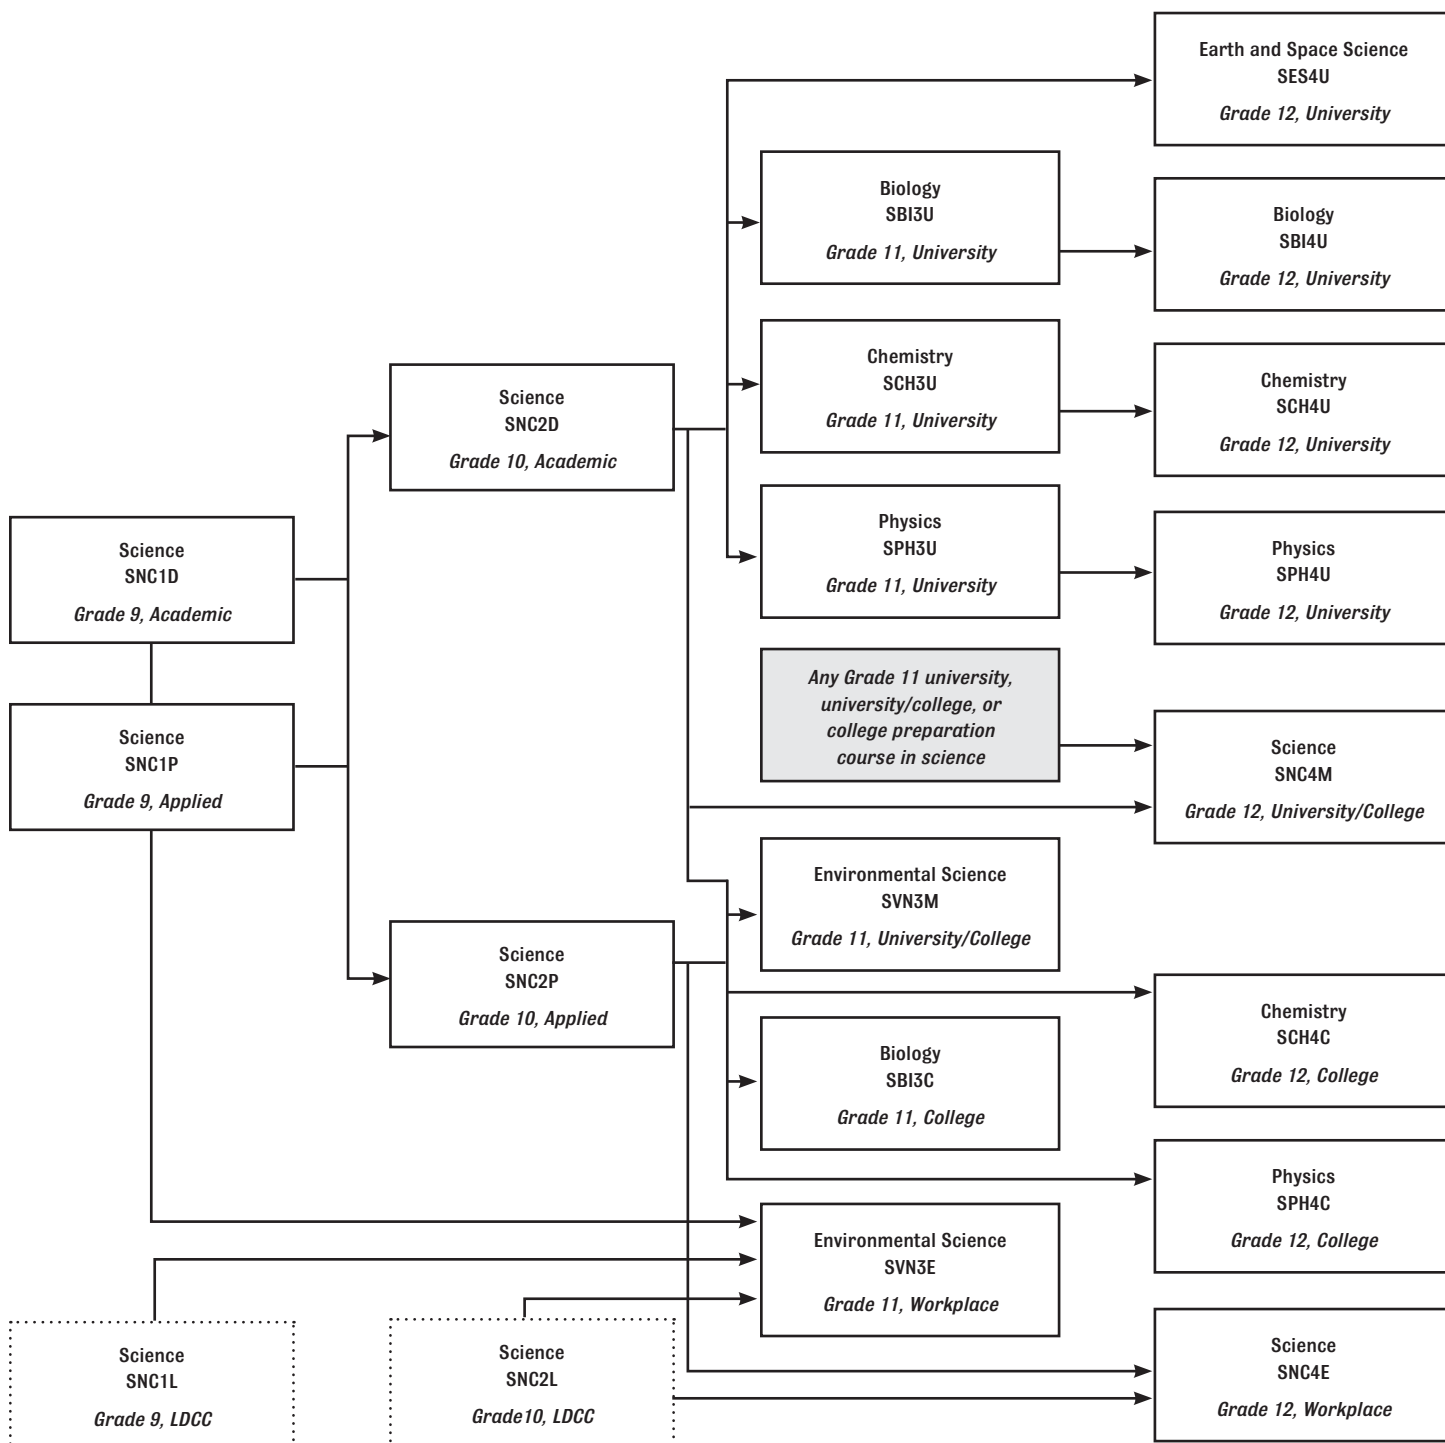 Earth and Space Science
SES4U
Grade 12, University
Biology
SBI3U
Grade 11, University
Biology
SBI4U
Grade 12, University
Chemistry
SCH3U
Grade 11, University
Chemistry
SCH4U
Grade 12, University
Science
SNC2D
Grade 10, Academic
Physics
SPH3U
Grade 11, University
Physics
SPH4U
Grade 12, University
Science
SNC1D
Grade 9, Academic
Any Grade 11 university,
university/college, or
college preparation
course in science
Science
SNC4M
Grade 12, University/College
Science
SNC1P
Grade 9, Applied
Environmental Science
SVN3M
Grade 11, University/College
Science
SNC2P
Grade 10, Applied
Chemistry
SCH4C
Grade 12, College
Biology
SBI3C
Grade 11, College
Physics
SPH4C
Grade 12, College
Environmental Science
SVN3E
Grade 11, Workplace
Science
SNC1L
Grade 9, LDCC
Science
SNC2L
Grade10, LDCC
Science
SNC4E
Grade 12, Workplace